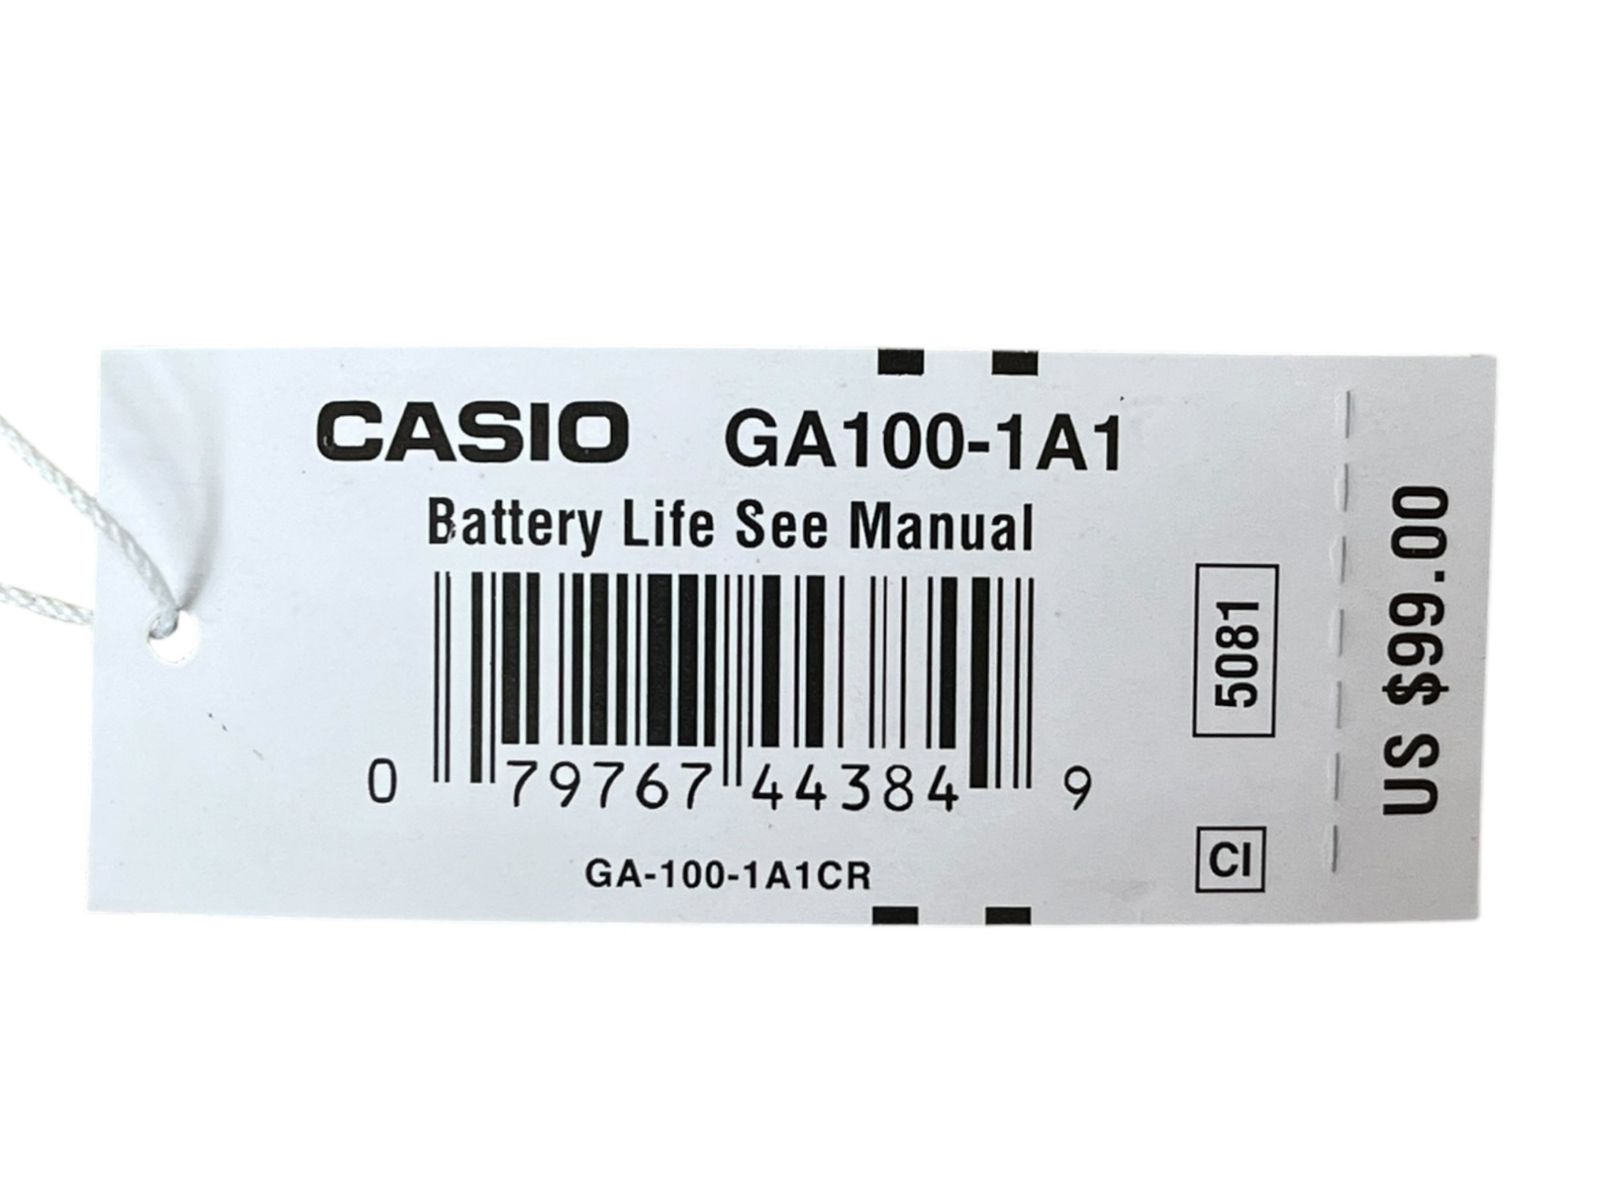 CASIO GA100-1A1
Battery Life See Manual
0 79767 44384 9
GA-100-1A1CR
5081
CI
US $99.00